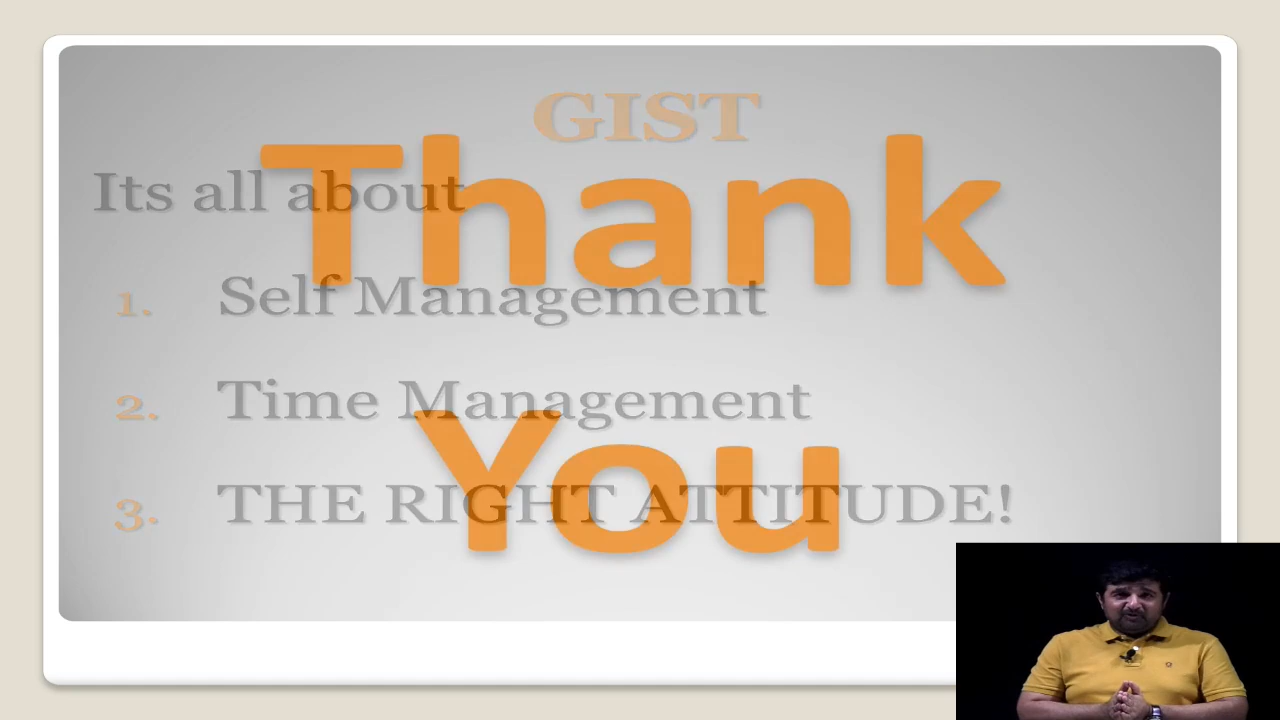 GIST
Its all about
1. Self Management
2. Time Management
3. THE RIGHT ATTITUDE!
Thank
You